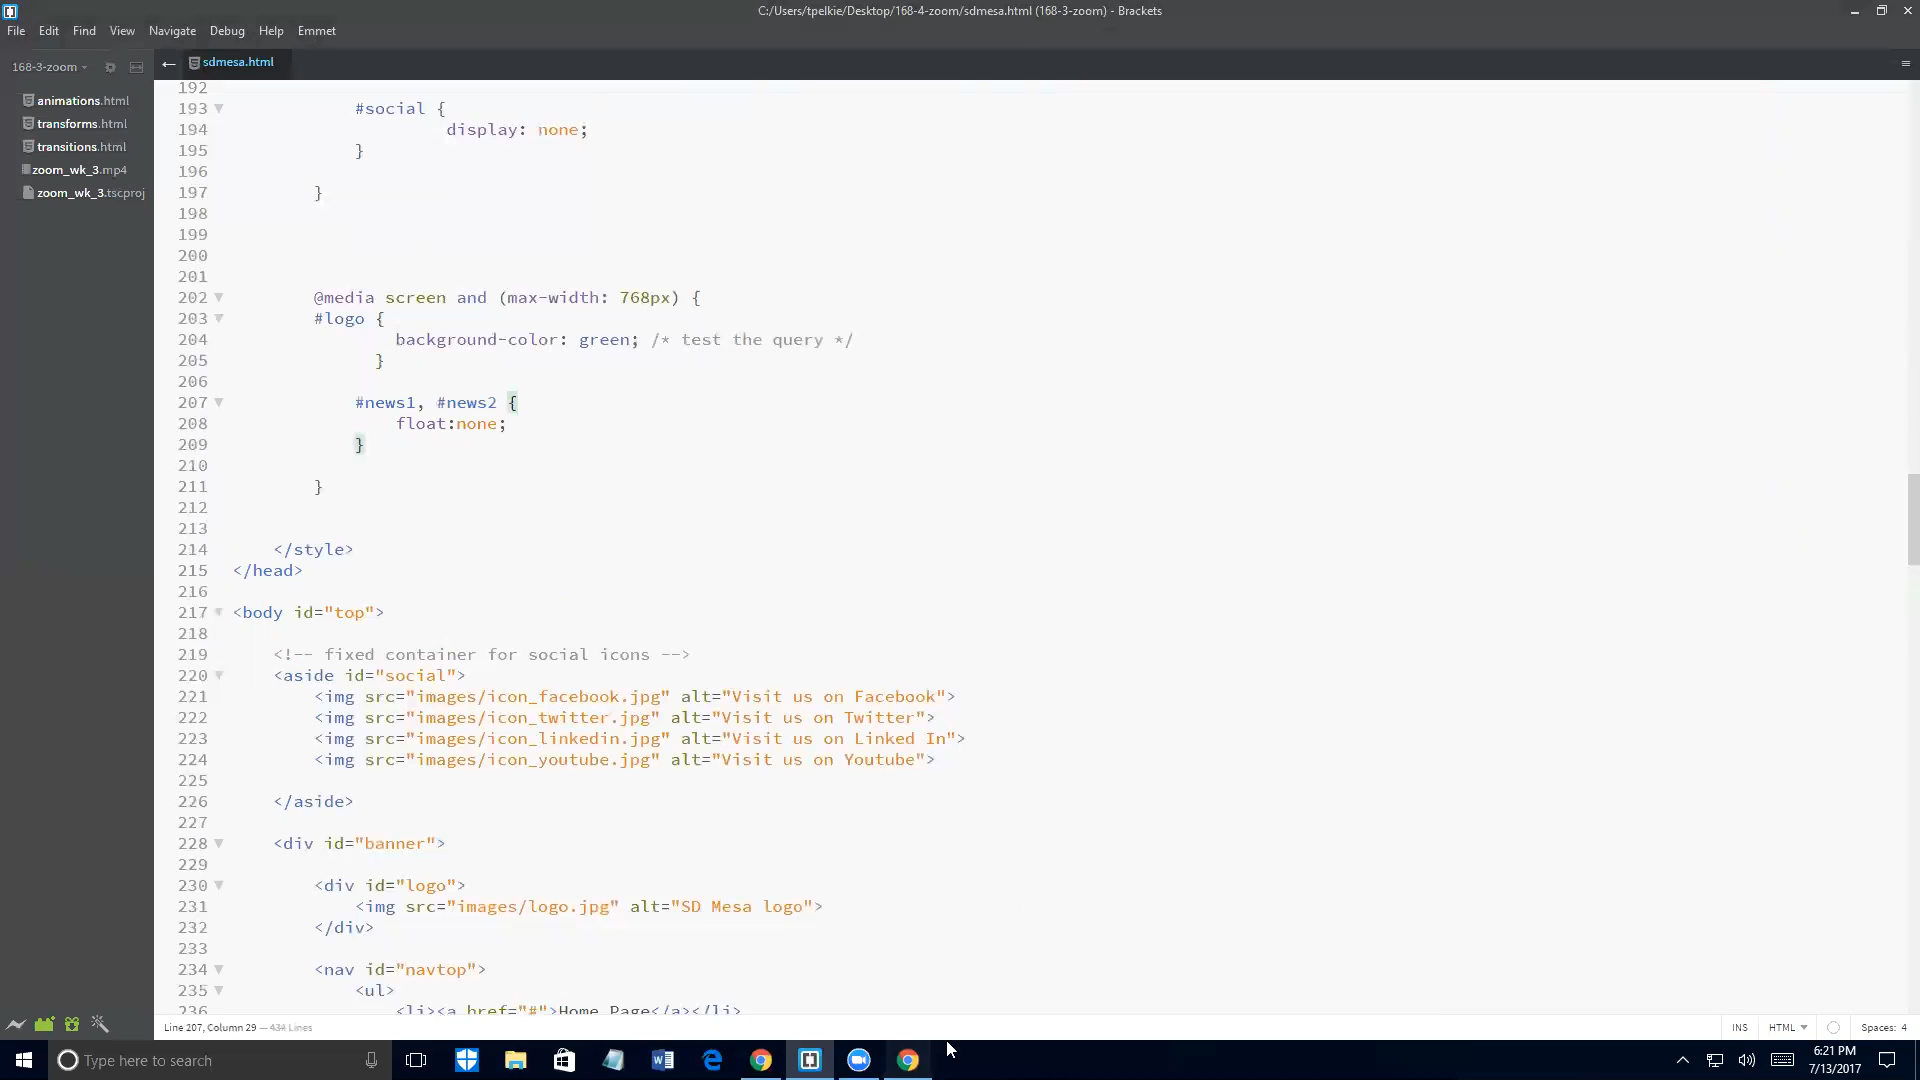 C:/Users/tpelkie/Desktop/168-4-zoom/sdmesa.html (168-3-zoom) - Brackets
File Edit Find View Navigate Debug Help Emmet
168-3-zoom
sdmesa.html
animations.html
transforms.html
transitions.html
zoom_wk_3.mp4
zoom_wk_3.tscproj
192
193 #social {
194 display: none;
195 }
196
197 }
198
199
200
201
202 @media screen and (max-width: 768px) {
203 #logo {
204 background-color: green; /* test the query */
205 }
206
207 #news1, #news2 {
208 float:none;
209 }
210
211 }
212
213
214 </style>
215 </head>
216
217 <body id="top">
218
219 <!-- fixed container for social icons -->
220 <aside id="social">
221 <img src="images/icon_facebook.jpg" alt="Visit us on Facebook">
222 <img src="images/icon_twitter.jpg" alt="Visit us on Twitter">
223 <img src="images/icon_linkedin.jpg" alt="Visit us on Linked In">
224 <img src="images/icon_youtube.jpg" alt="Visit us on Youtube">
225
226 </aside>
227
228 <div id="banner">
229
230 <div id="logo">
231 <img src="images/logo.jpg" alt="SD Mesa logo">
232 </div>
233
234 <nav id="navtop">
235 <ul>
236 <li><a href="#">Home Page</a></li>
Line 207, Column 29 — 434 Lines
INS HTML Spaces: 4
Type here to search
6:21 PM
7/13/2017